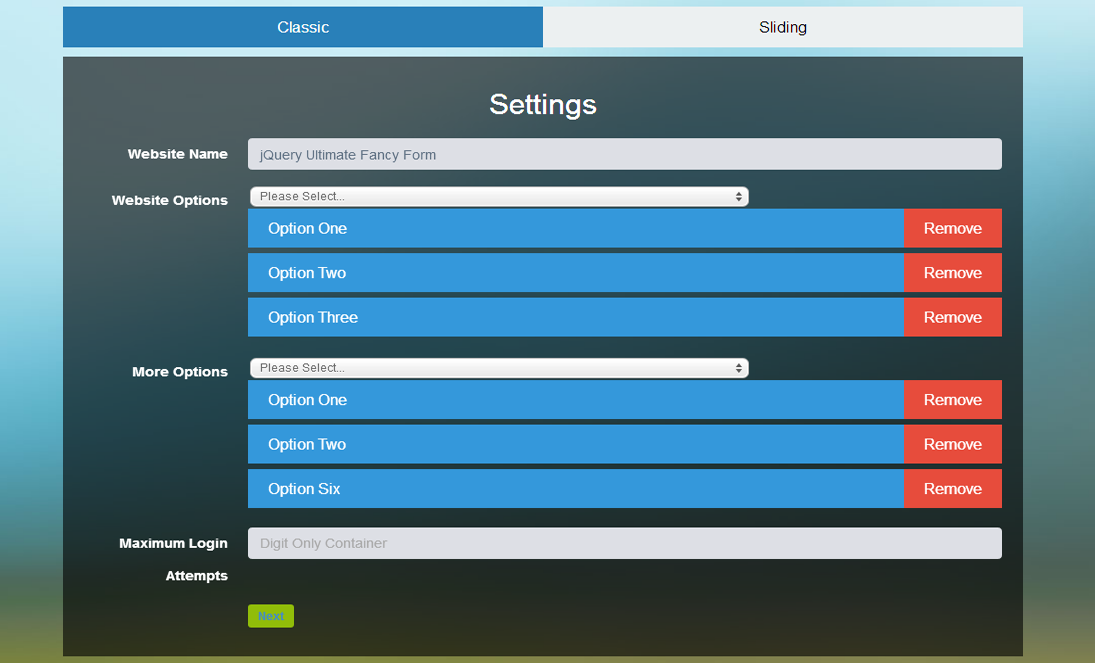 Classic
Sliding
Settings
Website Name
jQuery Ultimate Fancy Form
Website Options
Please Select...
Option One
Remove
Option Two
Remove
Option Three
Remove
More Options
Please Select...
Option One
Remove
Option Two
Remove
Option Six
Remove
Maximum Login
Attempts
Digit Only Container
Next